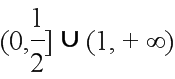 (0, 1/2] ∪ (1, + ∞)